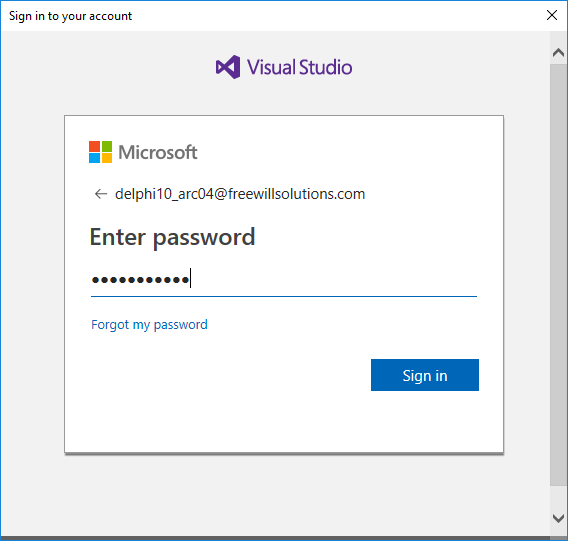 Sign in to your account
Visual Studio
Microsoft
delphi10_arc04@freewillsolutions.com
Enter password
•••••••••••
Forgot my password
Sign in